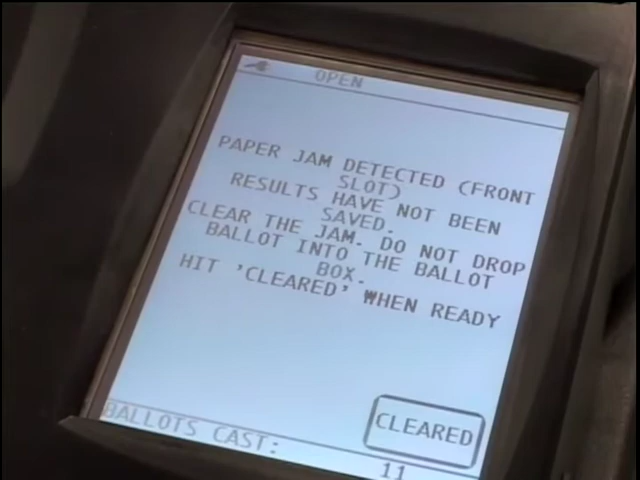 OPEN
PAPER JAM DETECTED (FRONT
SLOT)
RESULTS HAVE NOT BEEN
SAVED.
CLEAR THE JAM. DO NOT DROP
BALLOT INTO THE BALLOT
BOX.
HIT 'CLEARED' WHEN READY
CLEARED
BALLOTS CAST: 11